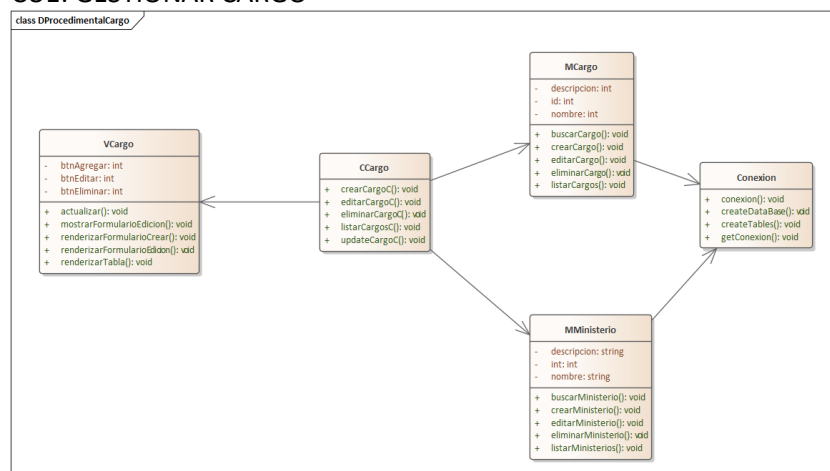 CU1: GESTIONAR CARGO
class DProcedimentalCargo
VCargo
- btnAgregar: int
- btnEditar: int
- btnEliminar: int
+ actualizar(): void
+ mostrarFormularioEdicion(): void
+ renderizarFormularioCrear(): void
+ renderizarFormularioEdicion(): void
+ renderizarTabla(): void
CCargo
+ crearCargoC(): void
+ editarCargoC(): void
+ eliminarCargoC(): void
+ listarCargosC(): void
+ updateCargoC(): void
MCargo
- descripcion: int
- id: int
- nombre: int
+ buscarCargo(): void
+ crearCargo(): void
+ editarCargo(): void
+ eliminarCargo(): void
+ listarCargos(): void
Conexion
+ conexion(): void
+ createDataBase(): void
+ createTables(): void
+ getConexion(): void
MMinisterio
- descripcion: string
- int: int
- nombre: string
+ buscarMinisterio(): void
+ crearMinisterio(): void
+ editarMinisterio(): void
+ eliminarMinisterio(): void
+ listarMinisterios(): void